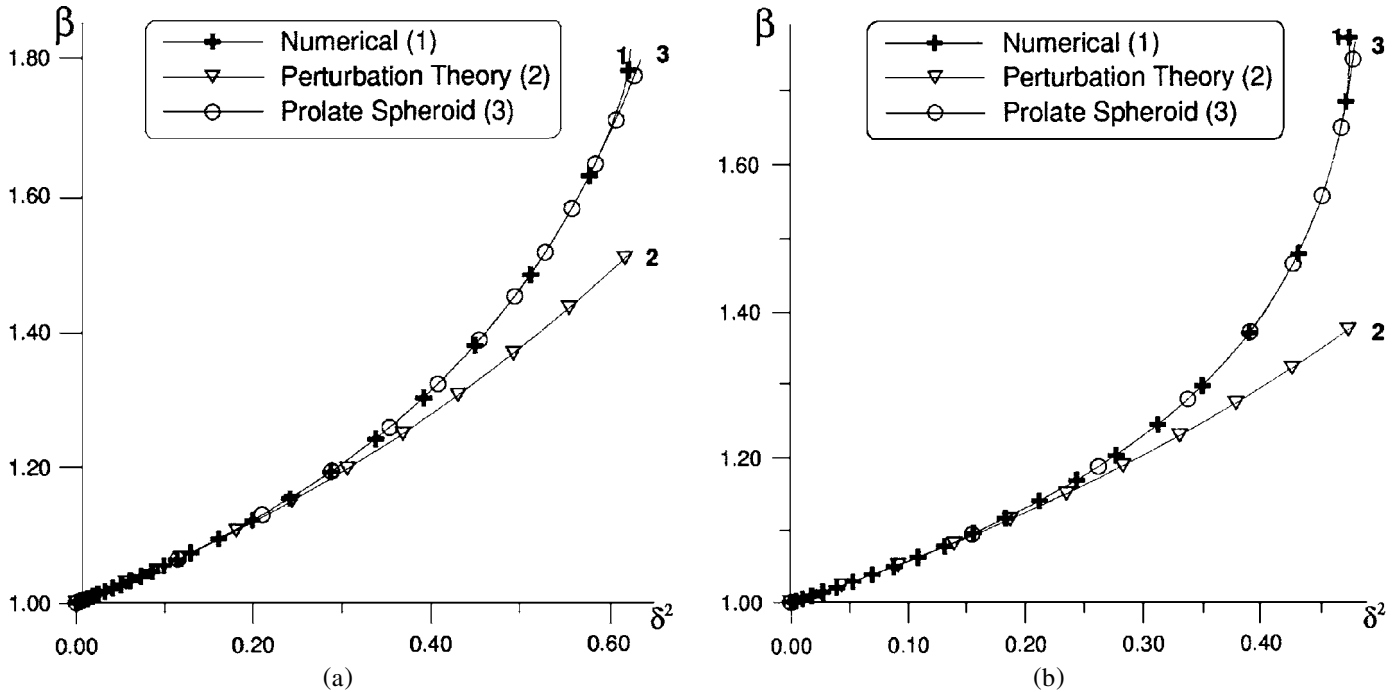 β
Numerical (1)
Perturbation Theory (2)
Prolate Spheroid (3)
1.80
1.60
1.40
1.20
1.00
1
3
2
0.00
0.20
0.40
0.60
δ²
(a)
β
Numerical (1)
Perturbation Theory (2)
Prolate Spheroid (3)
1.60
1.40
1.20
1.00
1
3
2
0.00
0.10
0.20
0.30
0.40
δ²
(b)